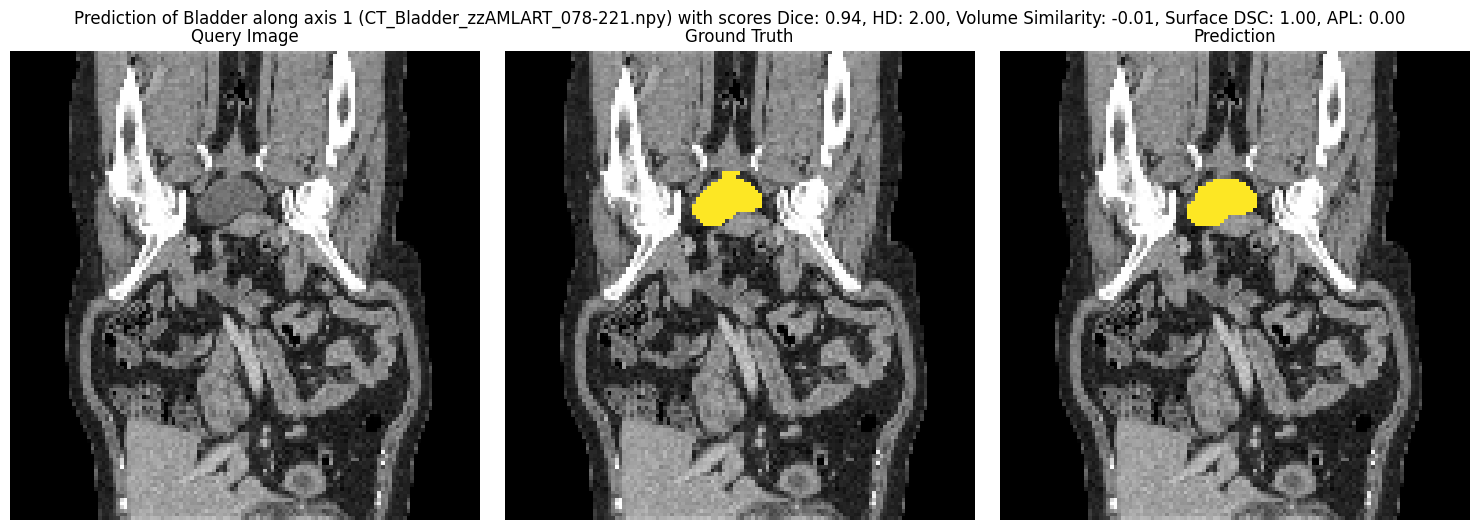 Prediction of Bladder along axis 1 (CT_Bladder_zzAMLART_078-221.npy) with scores Dice: 0.94, HD: 2.00, Volume Similarity: -0.01, Surface DSC: 1.00, APL: 0.00
Query Image
Ground Truth
Prediction